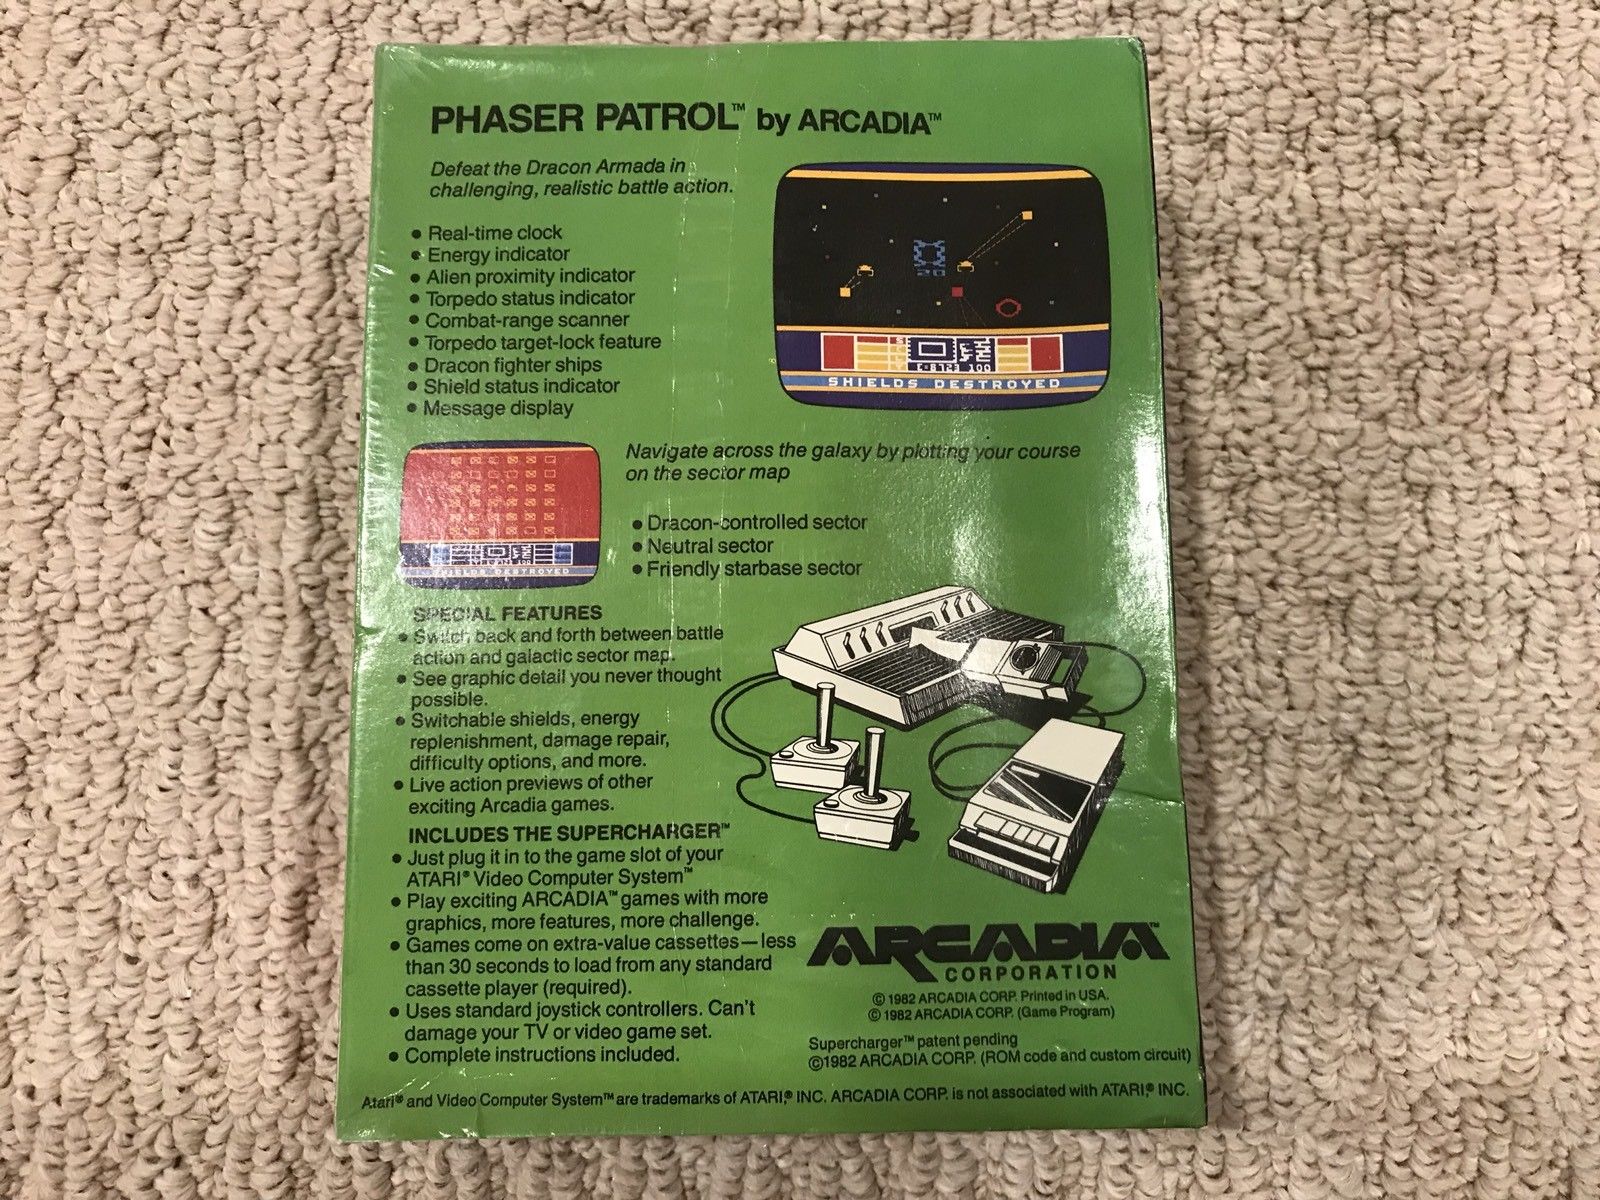 PHASER PATROL™ by ARCADIA™
Defeat the Dracon Armada in
challenging, realistic battle action.
• Real-time clock
• Energy indicator
• Alien proximity indicator
• Torpedo status indicator
• Combat-range scanner
• Torpedo target-lock feature
• Dracon fighter ships
• Shield status indicator
• Message display
20
E=8723 100
SHIELDS DESTROYED
Navigate across the galaxy by plotting your course
on the sector map
• Dracon-controlled sector
• Neutral sector
• Friendly starbase sector
SHIELDS DESTROYED
SPECIAL FEATURES
• Switch back and forth between battle
action and galactic sector map.
• See graphic detail you never thought
possible.
• Switchable shields, energy
replenishment, damage repair,
difficulty options, and more.
• Live action previews of other
exciting Arcadia games.
INCLUDES THE SUPERCHARGER™
• Just plug it in to the game slot of your
ATARI® Video Computer System™
• Play exciting ARCADIA™ games with more
graphics, more features, more challenge.
• Games come on extra-value cassettes—less
than 30 seconds to load from any standard
cassette player (required).
• Uses standard joystick controllers. Can't
damage your TV or video game set.
• Complete instructions included.
ARCADIA™
CORPORATION
© 1982 ARCADIA CORP. Printed in USA.
© 1982 ARCADIA CORP. (Game Program)
Supercharger™ patent pending
©1982 ARCADIA CORP. (ROM code and custom circuit)
Atari® and Video Computer System™ are trademarks of ATARI,® INC. ARCADIA CORP. is not associated with ATARI,® INC.